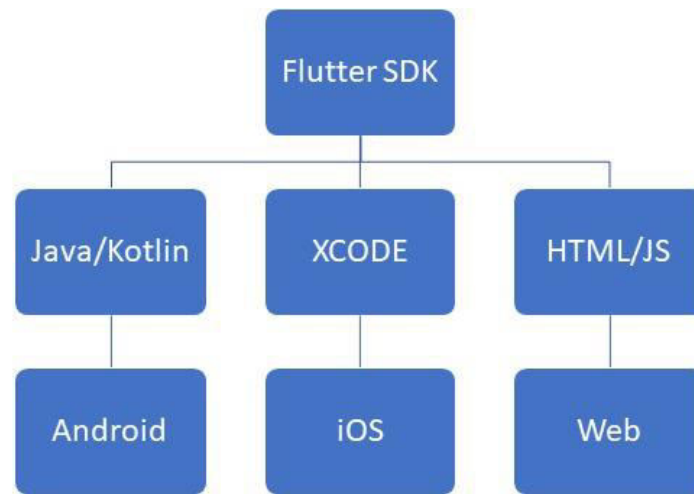 Flutter SDK
Java/Kotlin
XCODE
HTML/JS
Android
iOS
Web